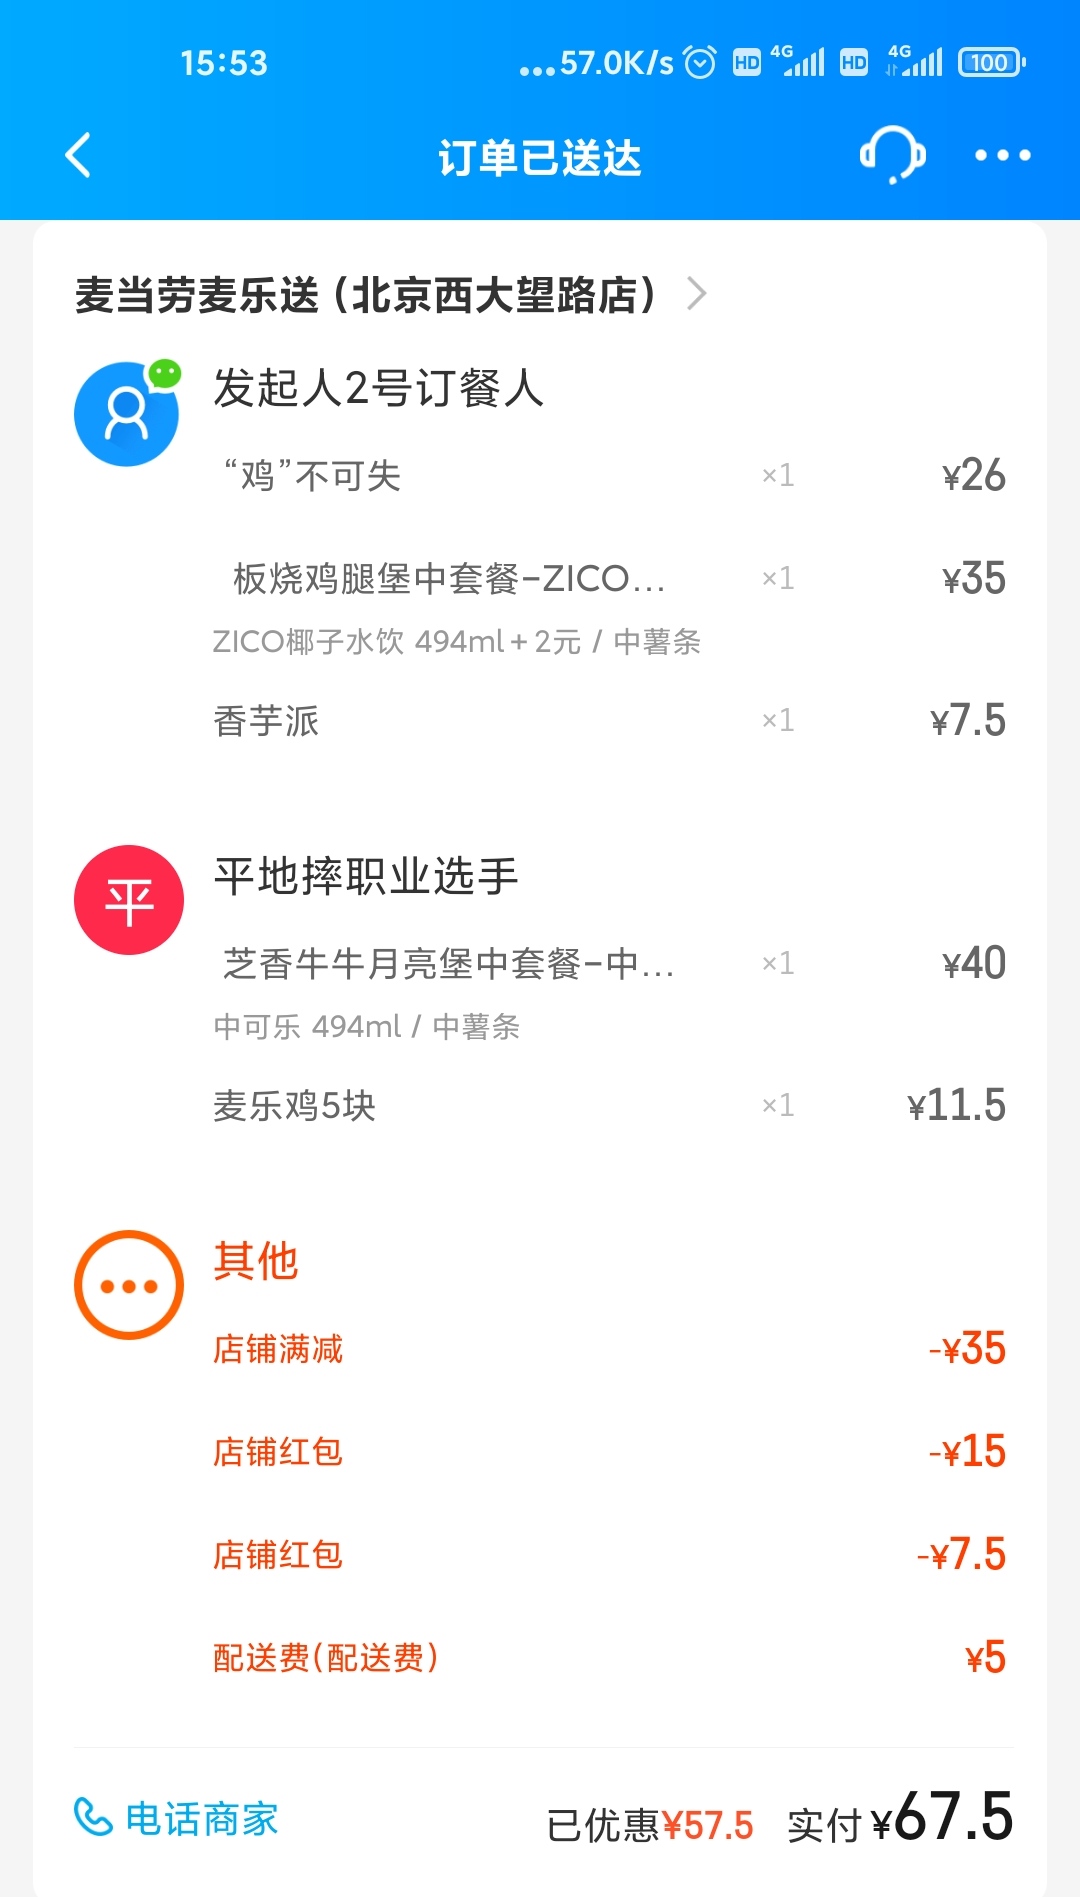 15:53 ...57.0K/s HD 4G HD 4G 100
订单已送达
麦当劳麦乐送（北京西大望路店）
发起人2号订餐人
“鸡”不可失 ×1 ¥26
板烧鸡腿堡中套餐-ZICO... ×1 ¥35
ZICO椰子水饮 494ml+2元 / 中薯条
香芋派 ×1 ¥7.5
平 平地摔职业选手
芝香牛牛月亮堡中套餐-中... ×1 ¥40
中可乐 494ml / 中薯条
麦乐鸡5块 ×1 ¥11.5
其他
店铺满减 -¥35
店铺红包 -¥15
店铺红包 -¥7.5
配送费(配送费) ¥5
电话商家 已优惠¥57.5 实付¥67.5